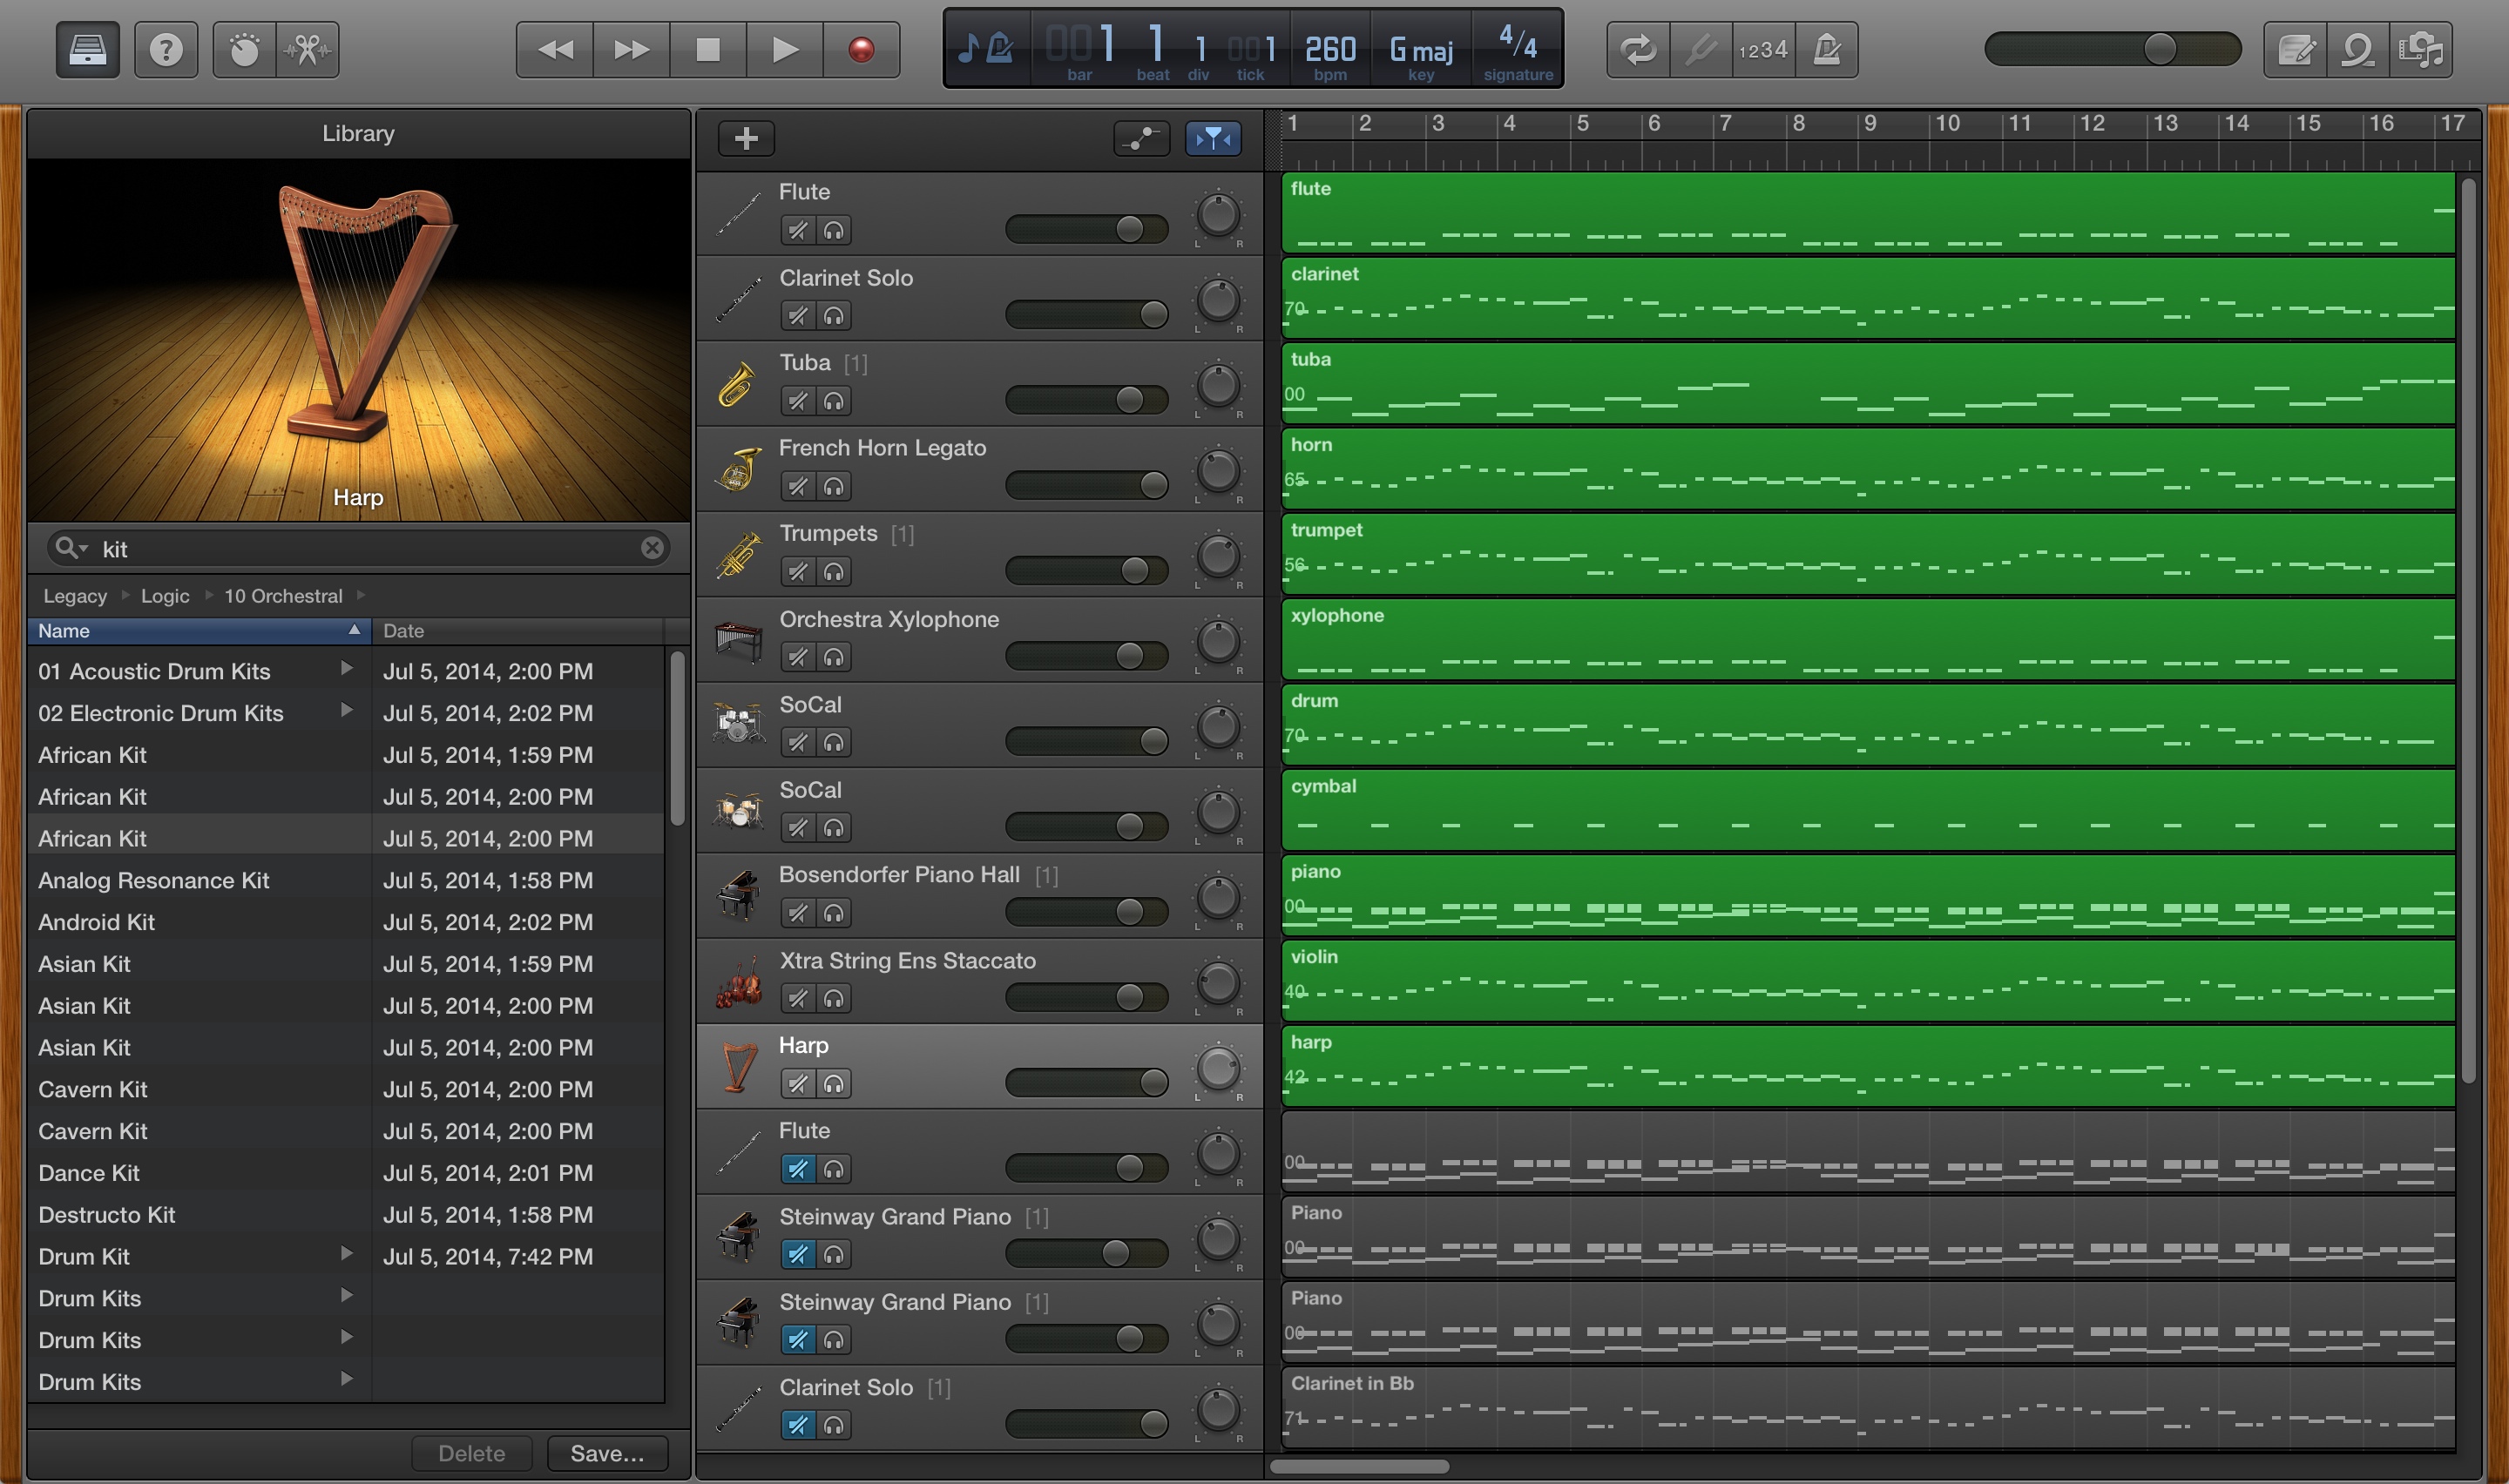 001 1 1 001 260 G maj 4/4
bar beat div tick bpm key signature
1234
Library
Harp
kit
Legacy Logic 10 Orchestral
Name Date
01 Acoustic Drum Kits Jul 5, 2014, 2:00 PM
02 Electronic Drum Kits Jul 5, 2014, 2:02 PM
African Kit Jul 5, 2014, 1:59 PM
African Kit Jul 5, 2014, 2:00 PM
African Kit Jul 5, 2014, 2:00 PM
Analog Resonance Kit Jul 5, 2014, 1:58 PM
Android Kit Jul 5, 2014, 2:02 PM
Asian Kit Jul 5, 2014, 1:59 PM
Asian Kit Jul 5, 2014, 2:00 PM
Asian Kit Jul 5, 2014, 2:00 PM
Cavern Kit Jul 5, 2014, 2:00 PM
Cavern Kit Jul 5, 2014, 2:00 PM
Dance Kit Jul 5, 2014, 2:01 PM
Destructo Kit Jul 5, 2014, 1:58 PM
Drum Kit Jul 5, 2014, 7:42 PM
Drum Kits
Drum Kits
Drum Kits
Delete Save...
1 2 3 4 5 6 7 8 9 10 11 12 13 14 15 16 17
Flute
L R
flute
Clarinet Solo
L R
clarinet
70
Tuba [1]
L R
tuba
00
French Horn Legato
L R
horn
65
Trumpets [1]
L R
trumpet
56
Orchestra Xylophone
L R
xylophone
SoCal
L R
drum
70
SoCal
L R
cymbal
Bosendorfer Piano Hall [1]
L R
piano
00
Xtra String Ens Staccato
L R
violin
40
Harp
L R
harp
42
Flute
L R
00
Steinway Grand Piano [1]
L R
Piano
00
Steinway Grand Piano [1]
L R
Piano
00
Clarinet Solo [1]
L R
Clarinet in Bb
71